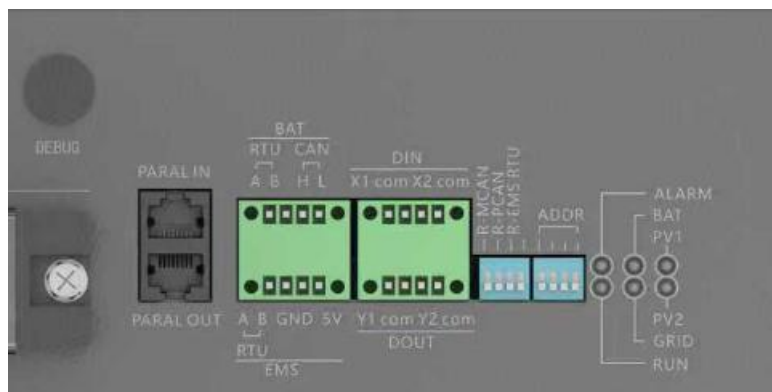 DEBUG
PARAL IN
PARAL OUT
BAT
RTU CAN
A B H L
A B GND 5V
RTU
EMS
DIN
X1 com X2 com
Y1 com Y2 com
DOUT
R-MCAN
R-PCAN
R-EMS RTU
ADDR
ALARM
BAT
PV1
PV2
GRID
RUN